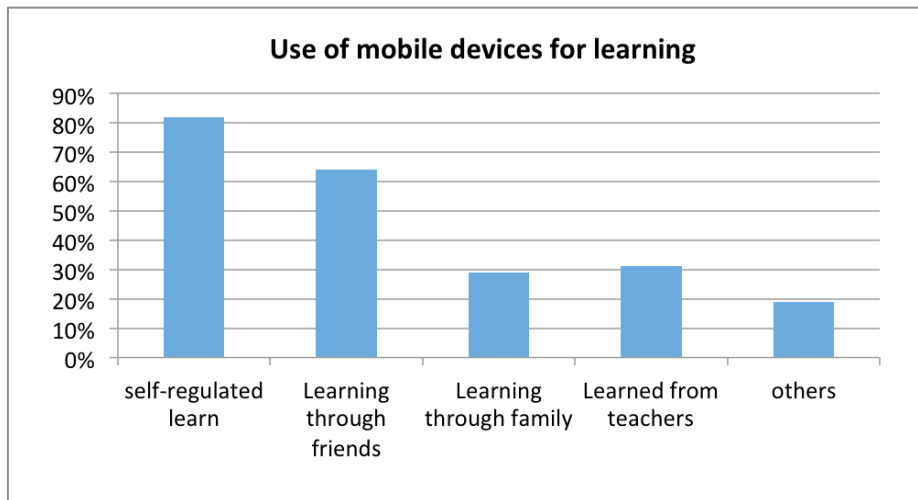 Use of mobile devices for learning
90%
80%
70%
60%
50%
40%
30%
20%
10%
0%
self-regulated
learn
Learning
through
friends
Learning
through family
Learned from
teachers
others